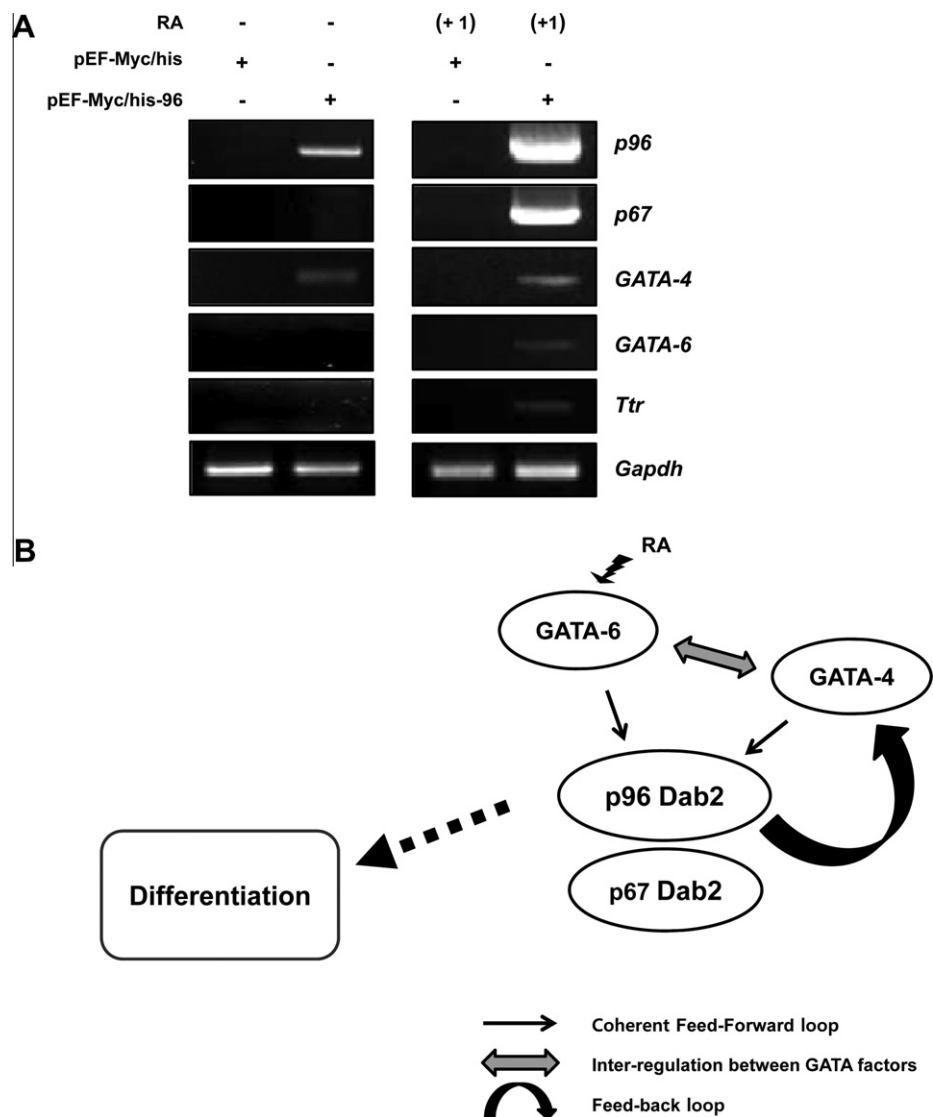 A
RA - - (+ 1) (+1)
pEF-Myc/his + - + -
pEF-Myc/his-96 - + - +
p96
p67
GATA-4
GATA-6
Ttr
Gapdh
B
RA
GATA-6
GATA-4
p96 Dab2
p67 Dab2
Differentiation
Coherent Feed-Forward loop
Inter-regulation between GATA factors
Feed-back loop